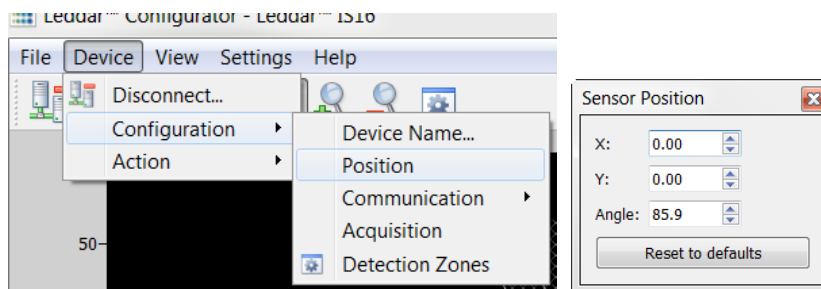 Leddar™ Configurator - Leddar™ IS16
File Device View Settings Help
Disconnect...
Configuration
Action
Device Name...
Position
Communication
Acquisition
Detection Zones
50
Sensor Position
X: 0.00
Y: 0.00
Angle: 85.9
Reset to defaults